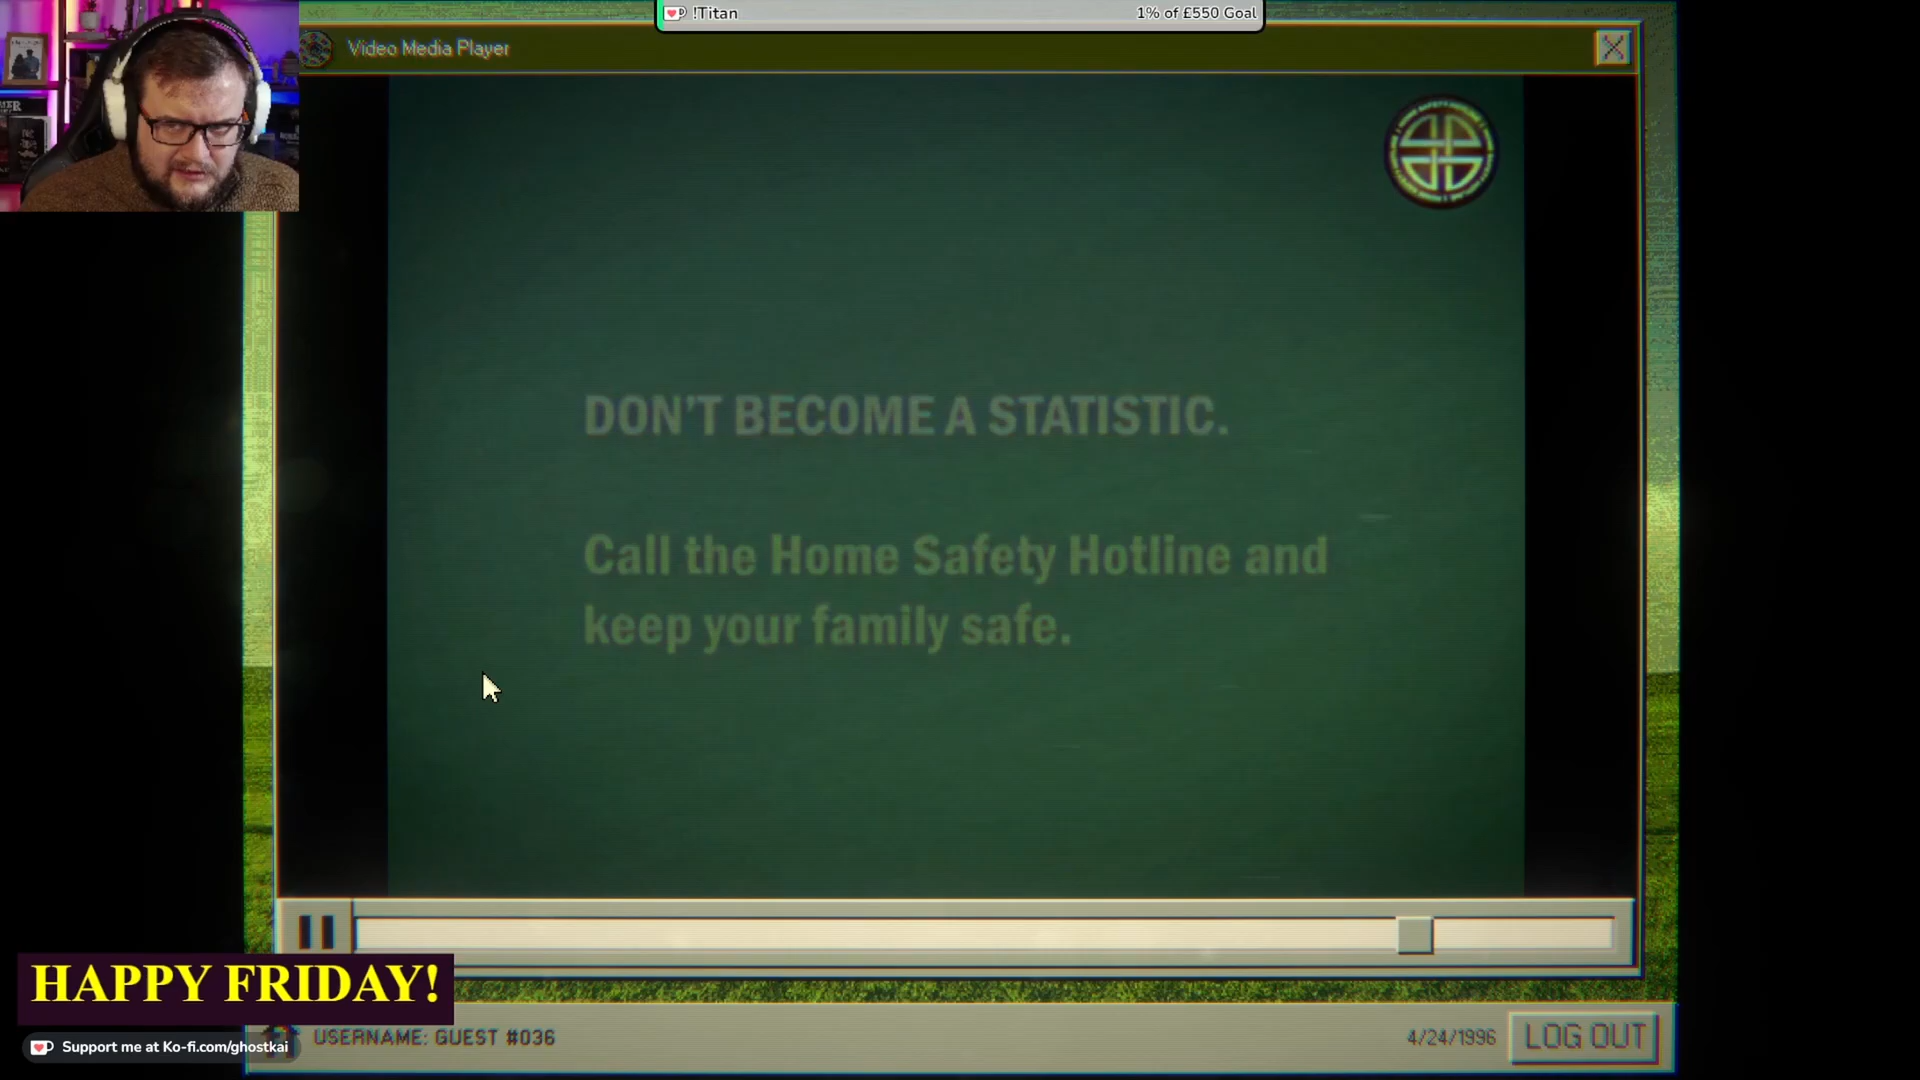 !Titan
1% of £550 Goal
Video Media Player
DON'T BECOME A STATISTIC.
Call the Home Safety Hotline and
keep your family safe.
HAPPY FRIDAY!
Support me at Ko-fi.com/ghostkai
USERNAME: GUEST #036
4/24/1996
LOG OUT